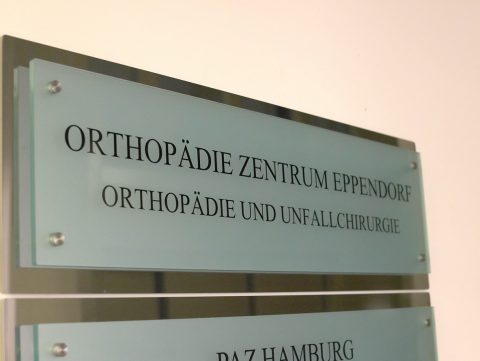 ORTHOPÄDIE ZENTRUM EPPENDORF
ORTHOPÄDIE UND UNFALLCHIRURGIE
PAZ HAMBURG